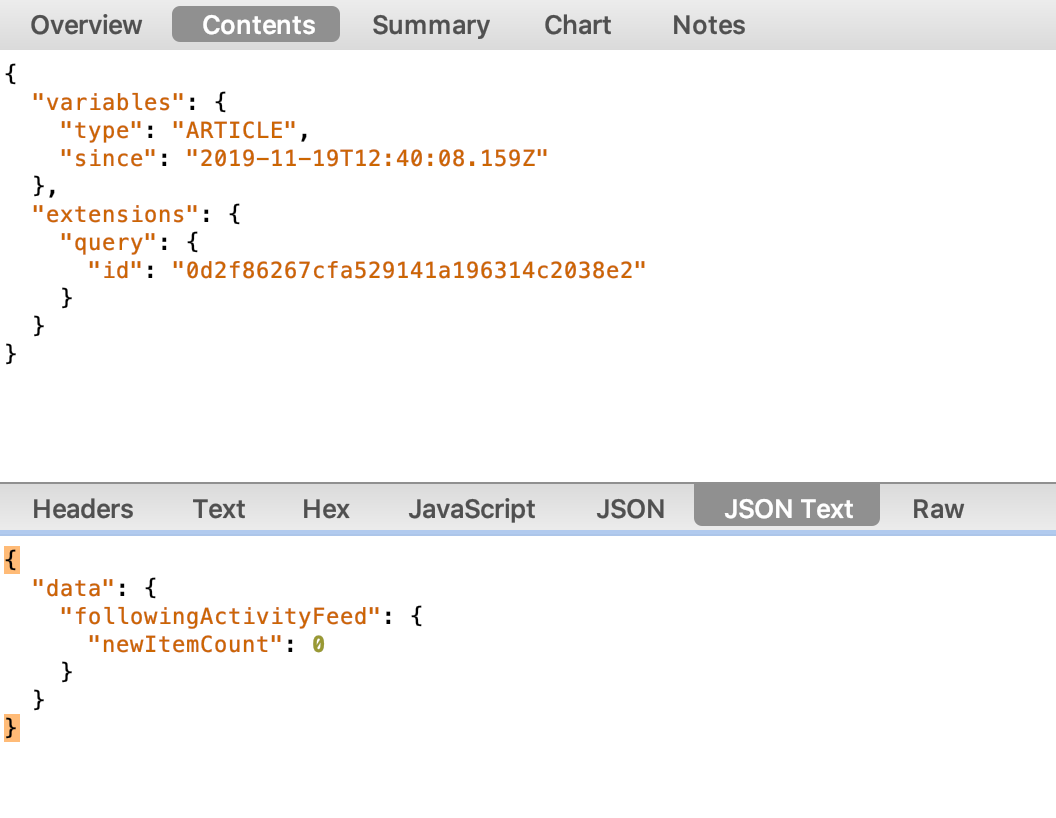 Overview Contents Summary Chart Notes
{
  "variables": {
    "type": "ARTICLE",
    "since": "2019-11-19T12:40:08.159Z"
  },
  "extensions": {
    "query": {
      "id": "0d2f86267cfa529141a196314c2038e2"
    }
  }
}
Headers Text Hex JavaScript JSON JSON Text Raw
{
  "data": {
    "followingActivityFeed": {
      "newItemCount": 0
    }
  }
}